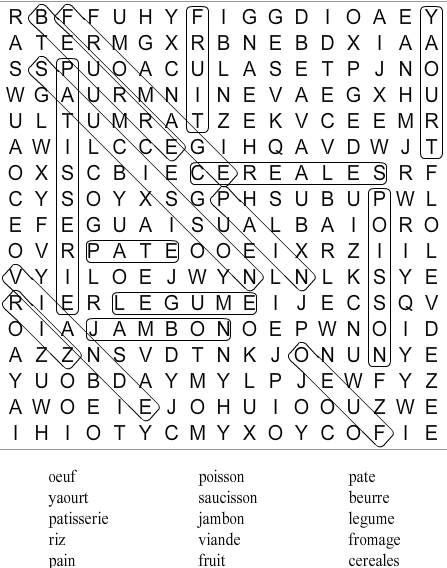 R B F F U H Y F I G G D I O A E Y
A T E R M G X R B N E B D X I A A
S S P U O A C U L A S E T P J N O
W G A U R M N I N E V A E G X H U
U L T U M R A T Z E K V C E E M R
A W I L C C E G I H Q A V D W J T
O X S C B I E C E R E A L E S R F
C Y S O Y X S G P H S U B U P W L
E F E G U A I S U A L B A I O R O
O V R P A T E O O E I X R Z I I L
V Y I L O E J W Y N L N L K S Y E
R I E R L E G U M E I J E C S Q V
O I A J A M B O N O E P W N O I D
A Z Z N S V D T N K J O N U N Y E
Y U O B D A Y M Y L P J E W F Y Z
A W O E I E J O H U I O O U Z W E
I H I O T Y C M Y X O Y C O F I E
oeuf poisson pate
yaourt saucisson beurre
patisserie jambon legume
riz viande fromage
pain fruit cereales